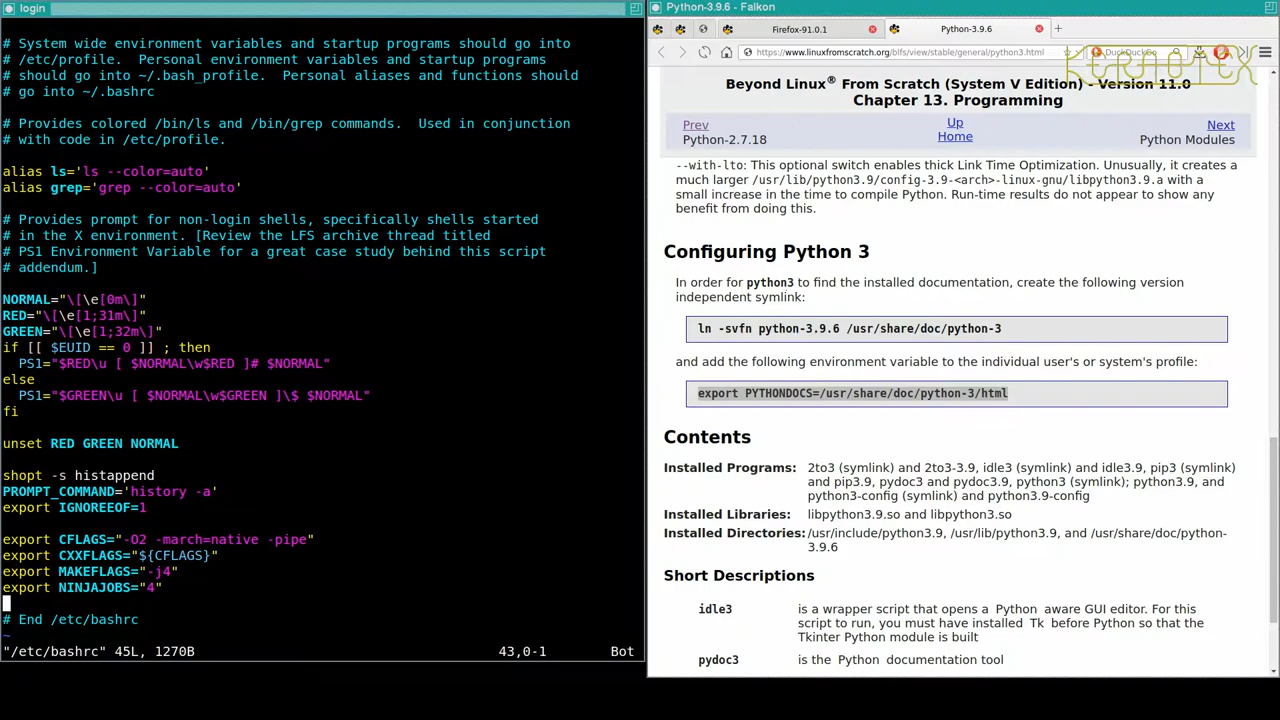 login
# System wide environment variables and startup programs should go into
# /etc/profile.  Personal environment variables and startup programs
# should go into ~/.bash_profile.  Personal aliases and functions should
# go into ~/.bashrc
# Provides colored /bin/ls and /bin/grep commands.  Used in conjunction
# with code in /etc/profile.
alias ls='ls --color=auto'
alias grep='grep --color=auto'
# Provides prompt for non-login shells, specifically shells started
# in the X environment. [Review the LFS archive thread titled
# PS1 Environment Variable for a great case study behind this script
# addendum.]
NORMAL="\[\e[0m\]"
RED="\[\e[1;31m\]"
GREEN="\[\e[1;32m\]"
if [[ $EUID == 0 ]] ; then
  PS1="$RED\u [ $NORMAL\w$RED ]# $NORMAL"
else
  PS1="$GREEN\u [ $NORMAL\w$GREEN ]\$ $NORMAL"
fi
unset RED GREEN NORMAL
shopt -s histappend
PROMPT_COMMAND='history -a'
export IGNOREEOF=1
export CFLAGS="-O2 -march=native -pipe"
export CXXFLAGS="${CFLAGS}"
export MAKEFLAGS="-j4"
export NINJAJOBS="4"
# End /etc/bashrc
~
"/etc/bashrc" 45L, 1270B 43,0-1 Bot
Python-3.9.6 - Falkon
Firefox-91.0.1 Python-3.9.6
https://www.linuxfromscratch.org/blfs/view/stable/general/python3.html DuckDuckGo
KERNOTEX
Beyond Linux® From Scratch (System V Edition) - Version 11.0
Chapter 13. Programming
Prev Up Next
Python-2.7.18 Home Python Modules
--with-lto: This optional switch enables thick Link Time Optimization. Unusually, it creates a
much larger /usr/lib/python3.9/config-3.9-<arch>-linux-gnu/libpython3.9.a with a
small increase in the time to compile Python. Run-time results do not appear to show any
benefit from doing this.
Configuring Python 3
In order for python3 to find the installed documentation, create the following version
independent symlink:
ln -svfn python-3.9.6 /usr/share/doc/python-3
and add the following environment variable to the individual user's or system's profile:
export PYTHONDOCS=/usr/share/doc/python-3/html
Contents
Installed Programs: 2to3 (symlink) and 2to3-3.9, idle3 (symlink) and idle3.9, pip3 (symlink)
and pip3.9, pydoc3 and pydoc3.9, python3 (symlink); python3.9, and
python3-config (symlink) and python3.9-config
Installed Libraries: libpython3.9.so and libpython3.so
Installed Directories: /usr/include/python3.9, /usr/lib/python3.9, and /usr/share/doc/python-
3.9.6
Short Descriptions
idle3 is a wrapper script that opens a Python aware GUI editor. For this
script to run, you must have installed Tk before Python so that the
Tkinter Python module is built
pydoc3 is the Python documentation tool